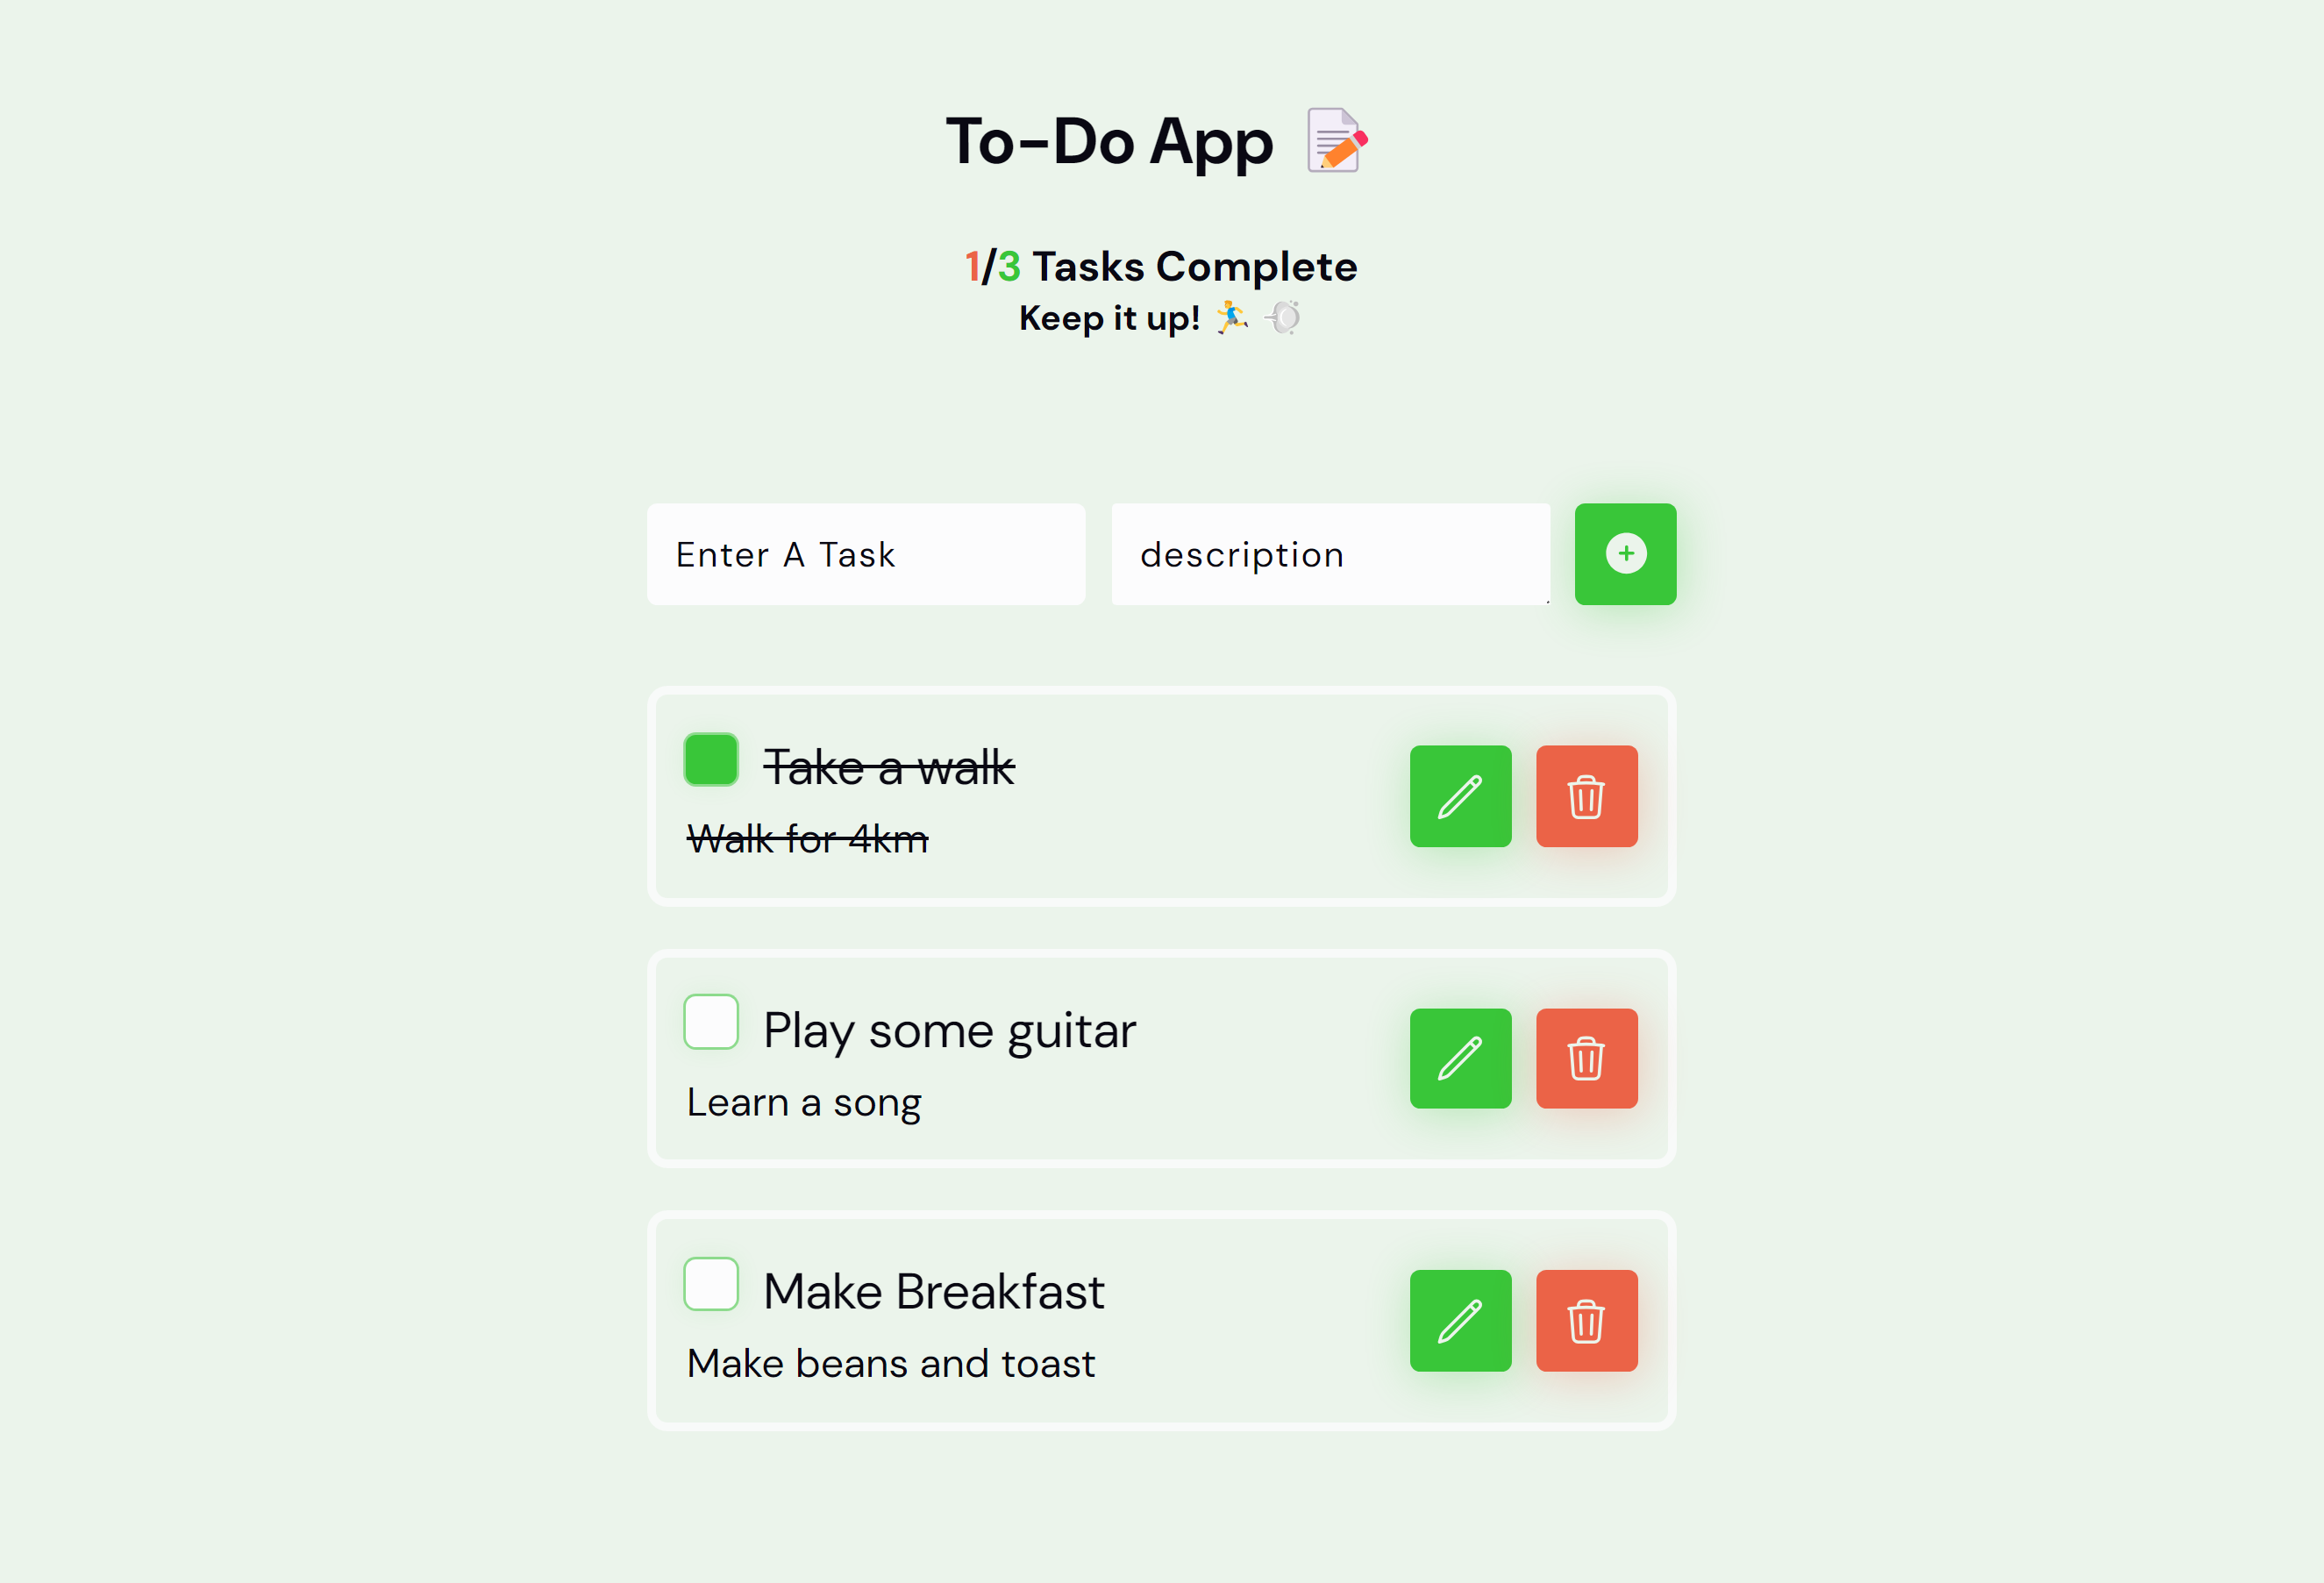 To-Do App 📝
1/3 Tasks Complete
Keep it up! 🏃 💨
Enter A Task
description
Take a walk
Walk for 4km
Play some guitar
Learn a song
Make Breakfast
Make beans and toast